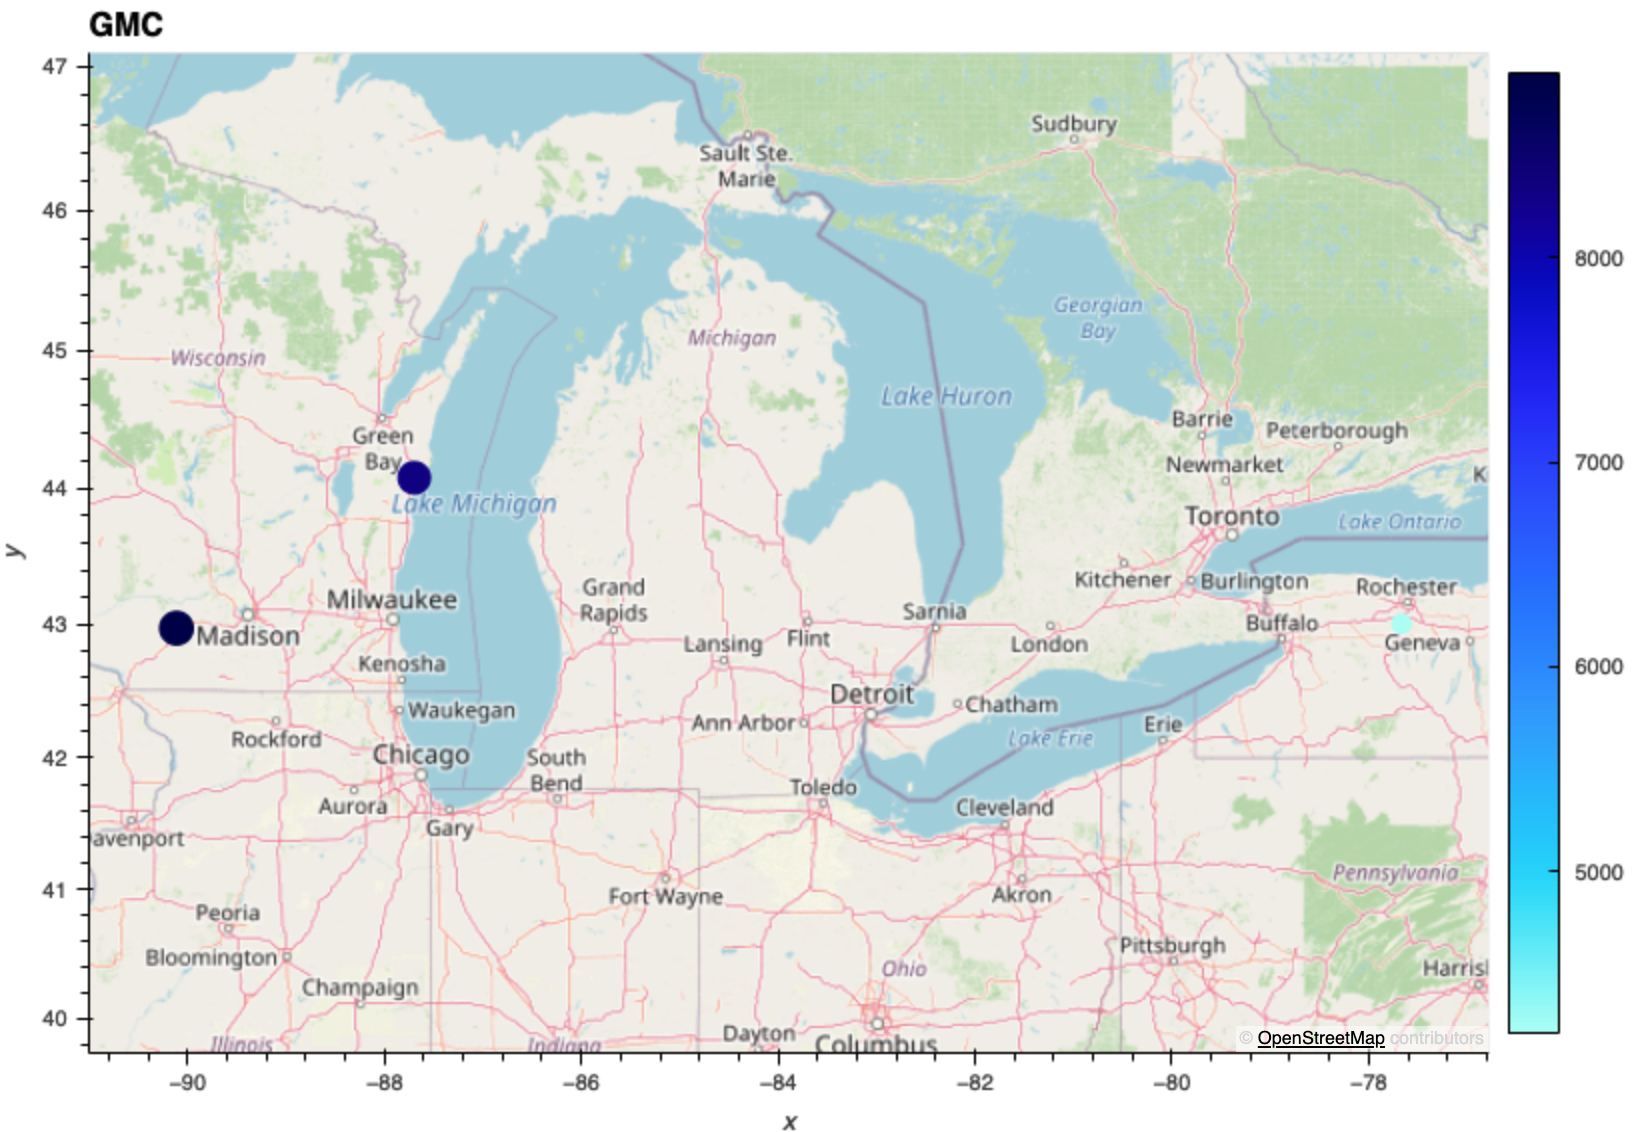 GMC
47
46
45
44
43
42
41
40
y
−90
−88
−86
−84
−82
−80
−78
x
8000
7000
6000
5000
Sudbury
Sault Ste.
Marie
Georgian
Bay
Michigan
Wisconsin
Lake Huron
Barrie
Peterborough
Green
Bay
Newmarket
K
Lake Michigan
Toronto
Lake Ontario
Kitchener
Burlington
Rochester
Grand
Rapids
Milwaukee
Sarnia
Buffalo
Madison
Flint
Lansing
London
Geneva
Kenosha
Detroit
Chatham
Waukegan
Ann Arbor
Erie
Rockford
Lake Erie
Chicago
South
Bend
Toledo
Aurora
Cleveland
Gary
avenport
Pennsylvania
Fort Wayne
Akron
Peoria
Pittsburgh
Bloomington
Ohio
Harrisl
Champaign
Dayton
Columbus
Illinois
Indiana
© OpenStreetMap contributors